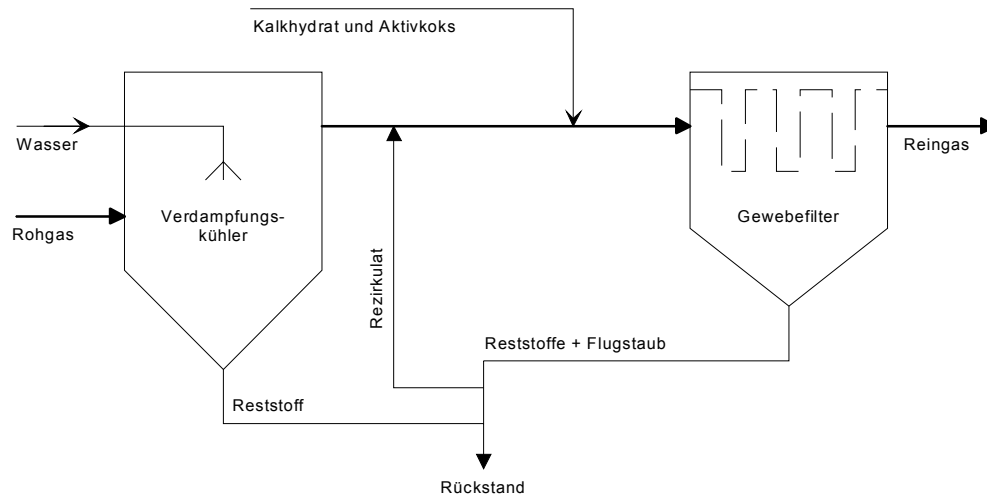 Kalkhydrat und Aktivkoks
Wasser
Reingas
Verdampfungs-
kühler
Gewebefilter
Rohgas
Rezirkulat
Reststoffe + Flugstaub
Reststoff
Rückstand